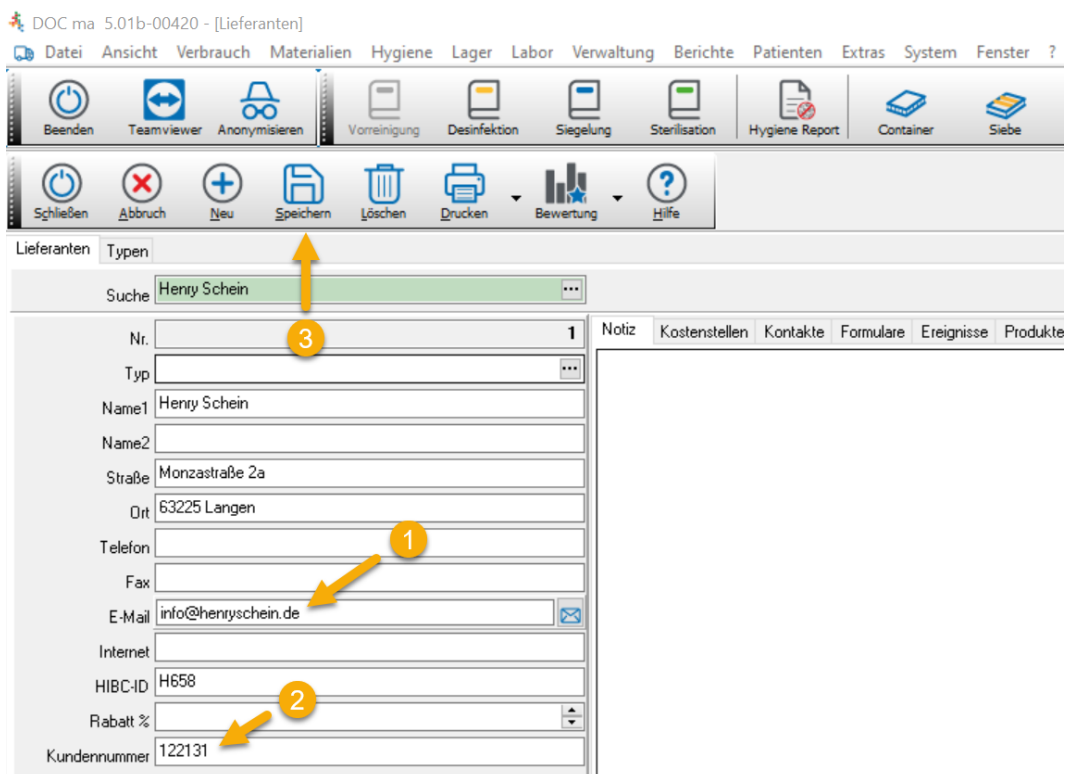 DOC ma 5.01b-00420 - [Lieferanten]
Datei Ansicht Verbrauch Materialien Hygiene Lager Labor Verwaltung Berichte Patienten Extras System Fenster ?
Beenden Teamviewer Anonymisieren Vorreinigung Desinfektion Siegelung Sterilisation Hygiene Report Container Siebe
Schließen Abbruch Neu Speichern Löschen Drucken Bewertung Hilfe
Lieferanten Typen
Suche Henry Schein ...
3
Nr. 1
Notiz Kostenstellen Kontakte Formulare Ereignisse Produkte
Typ ...
Name1 Henry Schein
Name2
Straße Monzastraße 2a
Ort 63225 Langen
Telefon
1
Fax
E-Mail info@henryschein.de
Internet
HIBC-ID H658
2
Rabatt %
Kundennummer 122131